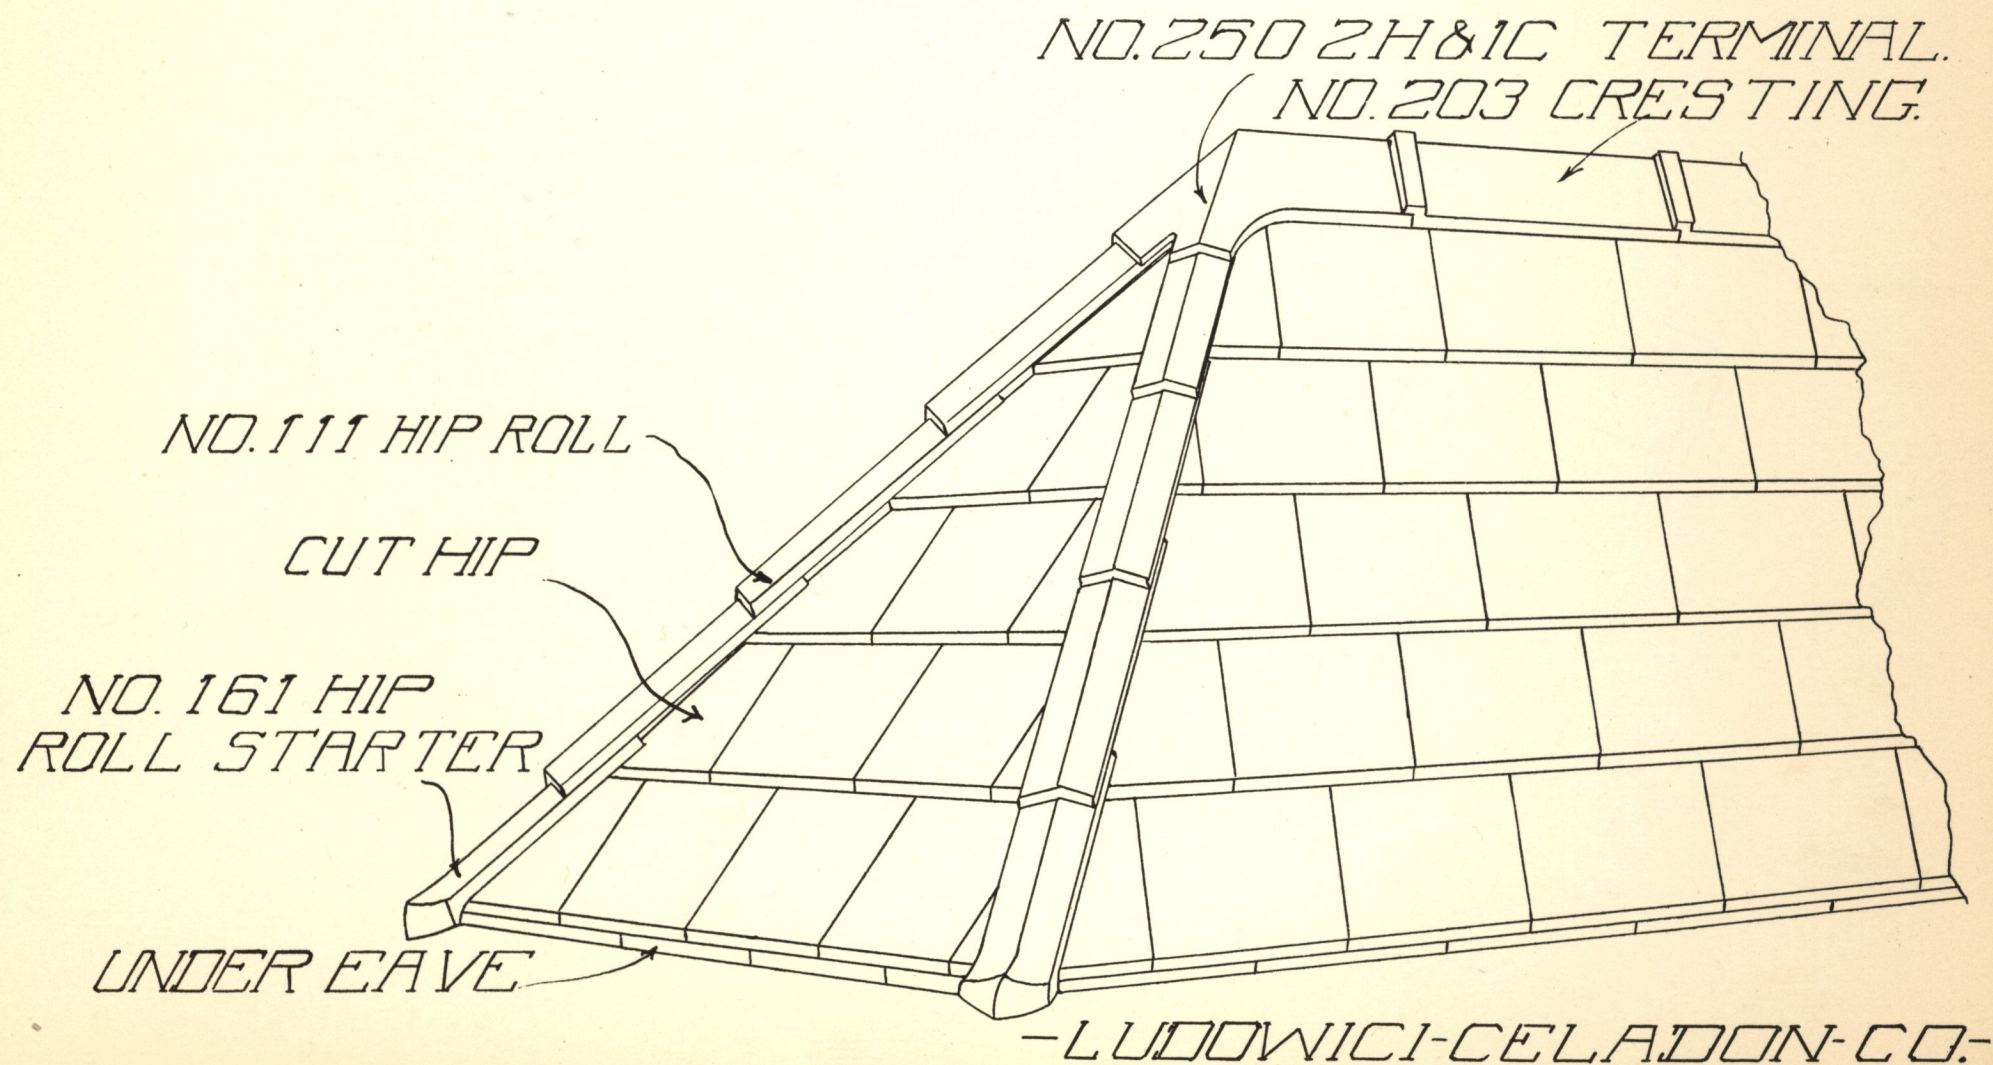 NO. 250 2H&1C TERMINAL.
NO. 203 CRESTING.
NO. 111 HIP ROLL
CUT HIP
NO. 161 HIP
ROLL STARTER
UNDER EAVE
-LUDOWICI-CELADON-CO.-